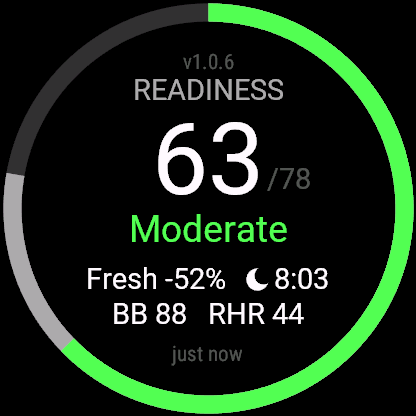 v1.0.6
READINESS
63/78
Moderate
Fresh -52% 8:03
BB 88 RHR 44
just now